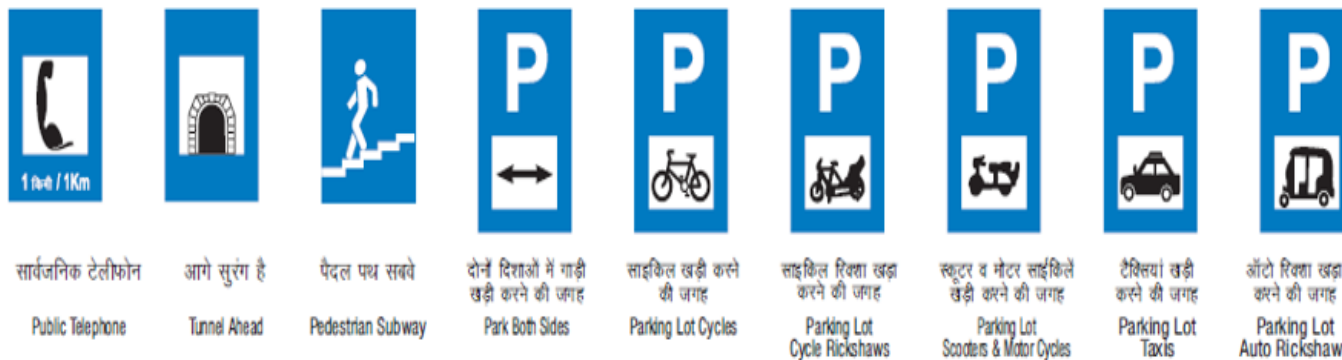 1 किमी / 1Km
P
P
P
P
P
सार्वजनिक टेलीफोन
Public Telephone
आगे सुरंग है
Tunnel Ahead
पैदल पथ सबवे
Pedestrian Subway
दोनों दिशाओं में गाड़ी
खड़ी करने की जगह
Park Both Sides
साइकिल खड़ी करने
की जगह
Parking Lot Cycles
साइकिल रिक्शा खड़ा
करने की जगह
Parking Lot
Cycle Rickshaws
स्कूटर व मोटर साईकिलें
खड़ी करने की जगह
Parking Lot
Scooters & Motor Cycles
टैक्सियां खड़ी
करने की जगह
Parking Lot
Taxis
ऑटो रिक्शा खड़ा
करने की जगह
Parking Lot
Auto Rickshaw